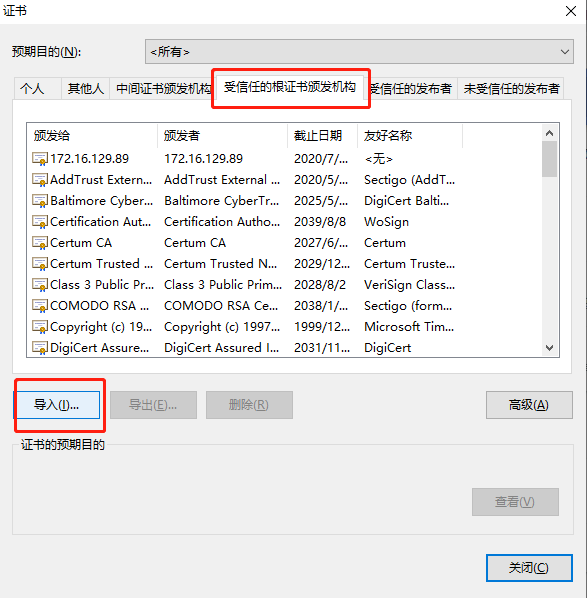 证书
预期目的(N):
<所有>
个人 其他人 中间证书颁发机构 受信任的根证书颁发机构 受信任的发布者 未受信任的发布者
颁发给 颁发者 截止日期 友好名称
172.16.129.89 172.16.129.89 2020/7/... <无>
AddTrust Extern... AddTrust External ... 2020/5/... Sectigo (AddT...
Baltimore Cyber... Baltimore CyberTr... 2025/5/... DigiCert Balti...
Certification Aut... Certification Autho... 2039/8/8 WoSign
Certum CA Certum CA 2027/6/... Certum
Certum Trusted ... Certum Trusted N... 2029/12... Certum Truste...
Class 3 Public Pr... Class 3 Public Prim... 2028/8/2 VeriSign Class...
COMODO RSA ... COMODO RSA Ce... 2038/1/... Sectigo (form...
Copyright (c) 19... Copyright (c) 1997... 1999/12... Microsoft Tim...
DigiCert Assure... DigiCert Assured I... 2031/11... DigiCert
导入(I)... 导出(E)... 删除(R) 高级(A)
证书的预期目的
查看(V)
关闭(C)